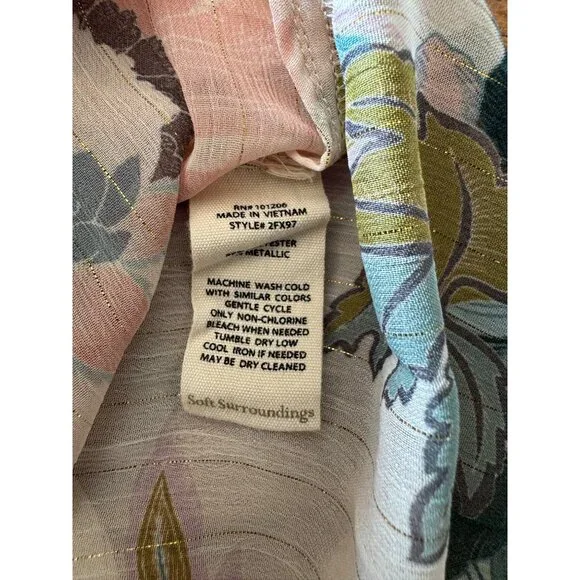 RN# 101206
MADE IN VIETNAM
STYLE# 2FX97
METALLIC
MACHINE WASH COLD
WITH SIMILAR COLORS
GENTLE CYCLE
ONLY NON-CHLORINE
BLEACH WHEN NEEDED
TUMBLE DRY LOW
COOL IRON IF NEEDED
MAY BE DRY CLEANED
Soft Surroundings